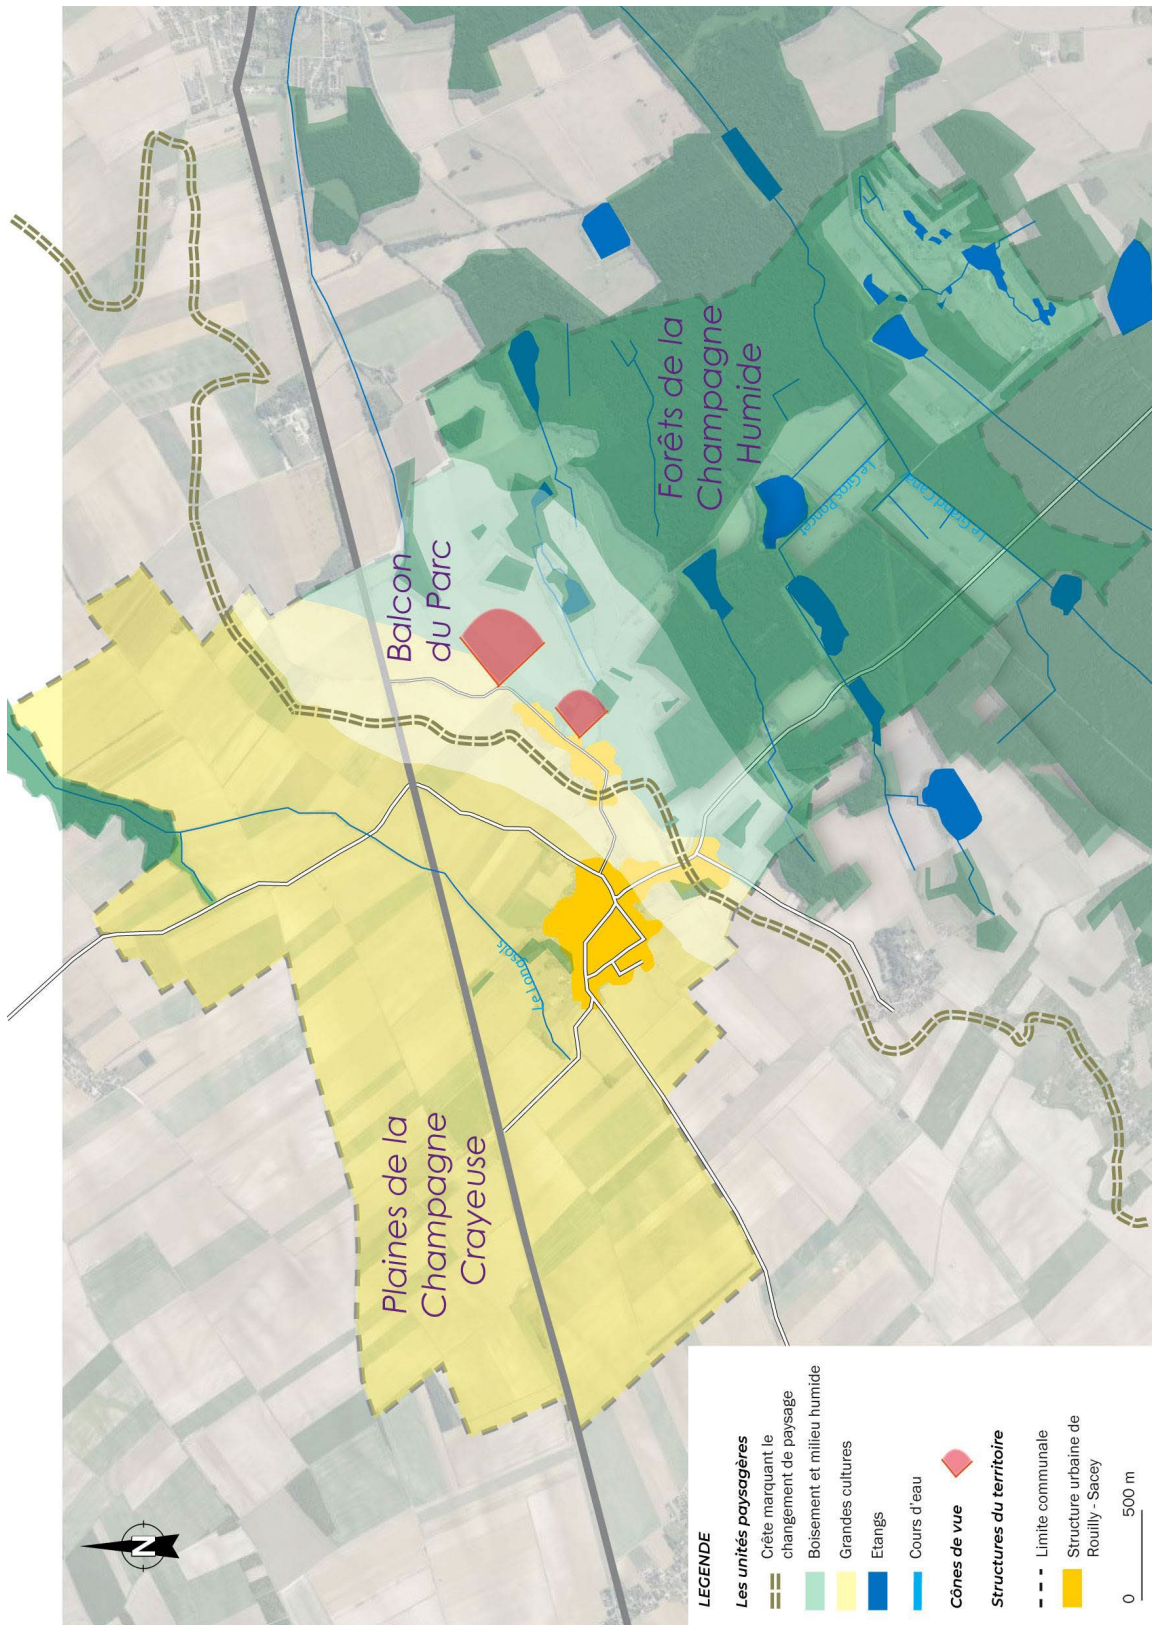 Plaines de la
Champagne
Crayeuse
Balcon
du Parc
Forêts de la
Champagne
Humide
Le Longsols
Le Gros Poncet
Le Grand Canal
N
LEGENDE
Les unités paysagères
Crête marquant le
changement de paysage
Boisement et milieu humide
Grandes cultures
Etangs
Cours d'eau
Cônes de vue
Structures du territoire
Limite communale
Structure urbaine de
Rouilly - Sacey
0 500 m